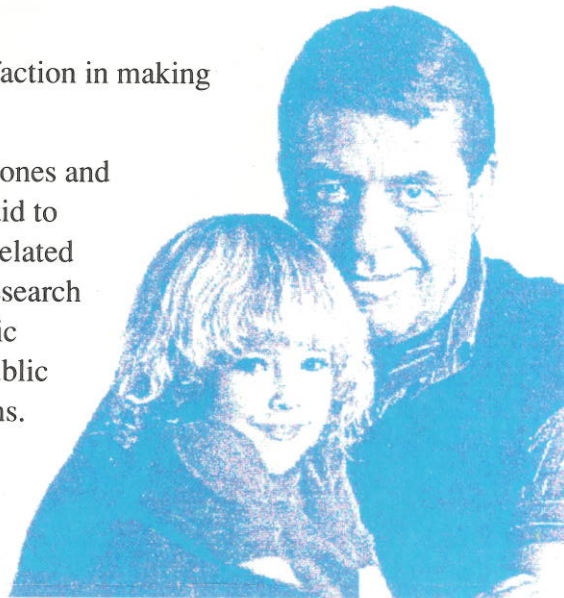 faction in making
ones and
id to
elated
search
ic
blic
ns.